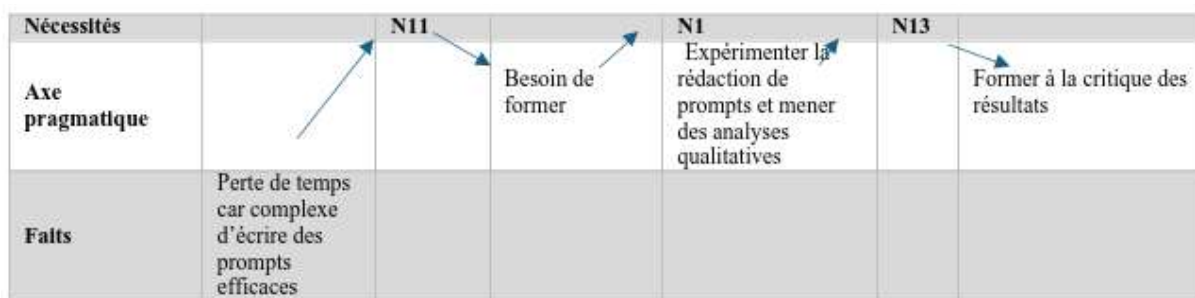 Nécessités N11 N1 N13
Axe
pragmatique
Besoin de
former
Expérimenter la
rédaction de
prompts et mener
des analyses
qualitatives
Former à la critique des
résultats
Faits
Perte de temps
car complexe
d'écrire des
prompts
efficaces